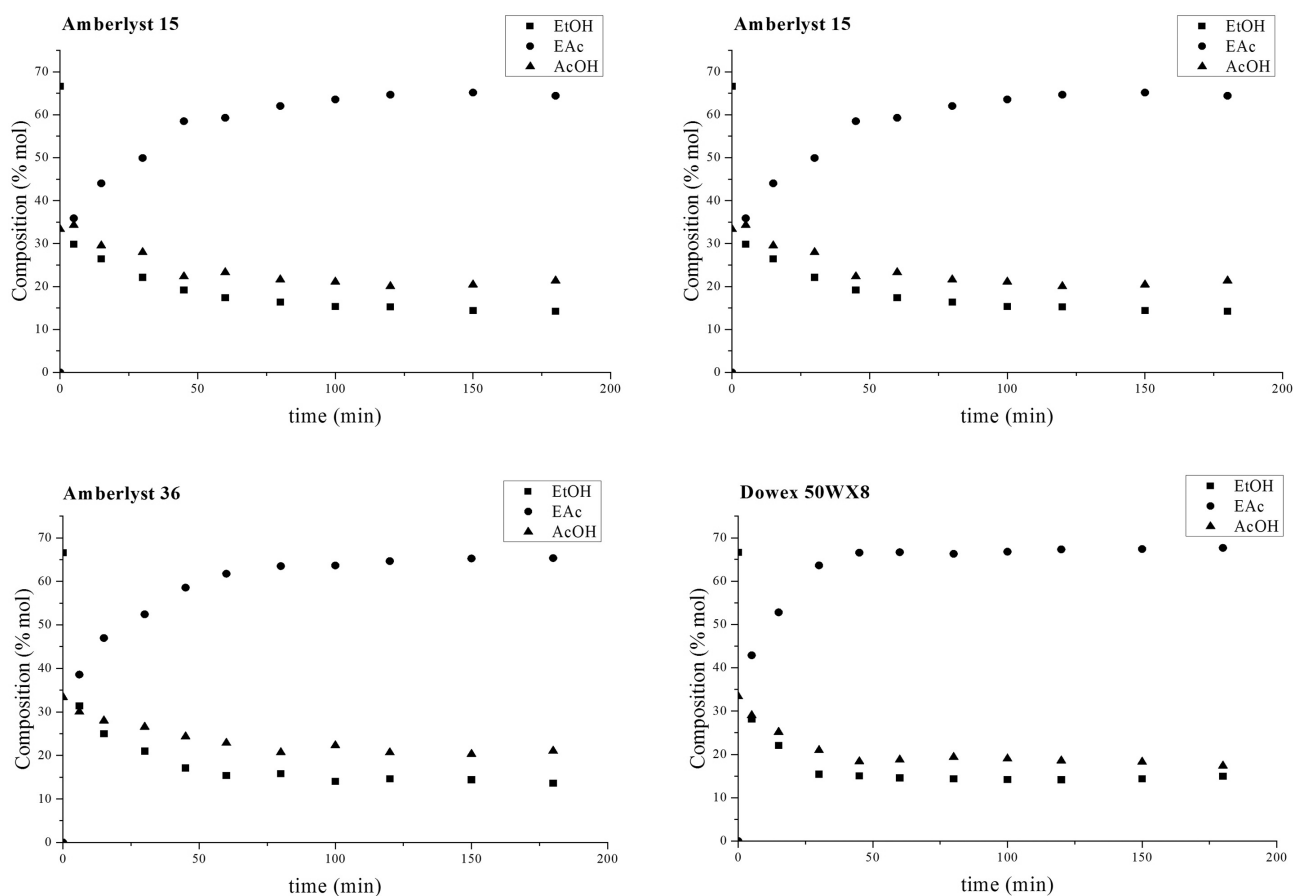 Amberlyst 15
EtOH
EAc
AcOH
Composition (% mol)
70
60
50
40
30
20
10
0
0 50 100 150 200
time (min)
Amberlyst 15
EtOH
EAc
AcOH
Composition (% mol)
70
60
50
40
30
20
10
0
0 50 100 150 200
time (min)
Amberlyst 36
EtOH
EAc
AcOH
Composition (% mol)
70
60
50
40
30
20
10
0
0 50 100 150 200
time (min)
Dowex 50WX8
EtOH
EAc
AcOH
Composition (% mol)
70
60
50
40
30
20
10
0
0 50 100 150 200
time (min)